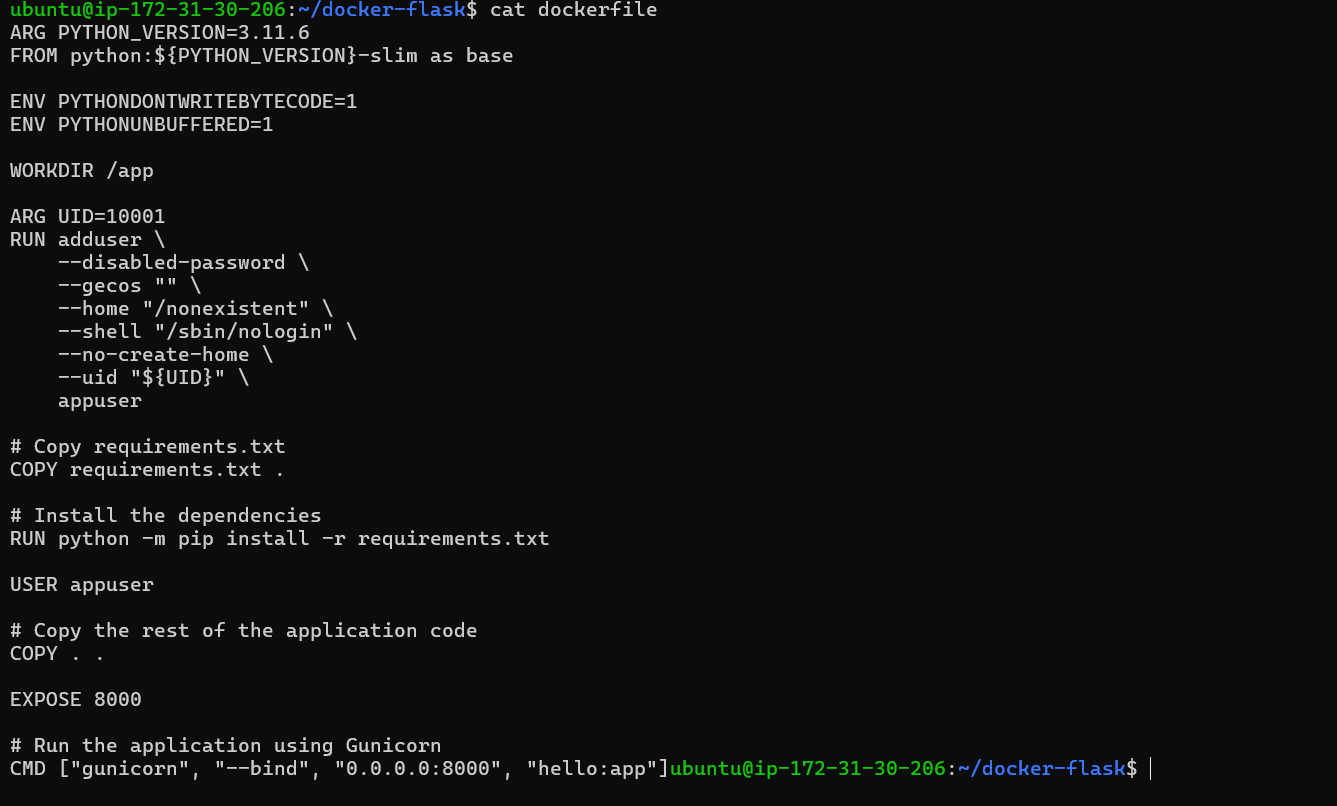 ubuntu@ip-172-31-30-206:~/docker-flask$ cat dockerfile
ARG PYTHON_VERSION=3.11.6
FROM python:${PYTHON_VERSION}-slim as base

ENV PYTHONDONTWRITEBYTECODE=1
ENV PYTHONUNBUFFERED=1

WORKDIR /app

ARG UID=10001
RUN adduser \
    --disabled-password \
    --gecos "" \
    --home "/nonexistent" \
    --shell "/sbin/nologin" \
    --no-create-home \
    --uid "${UID}" \
    appuser

# Copy requirements.txt
COPY requirements.txt .

# Install the dependencies
RUN python -m pip install -r requirements.txt

USER appuser

# Copy the rest of the application code
COPY . .

EXPOSE 8000

# Run the application using Gunicorn
CMD ["gunicorn", "--bind", "0.0.0.0:8000", "hello:app"]ubuntu@ip-172-31-30-206:~/docker-flask$